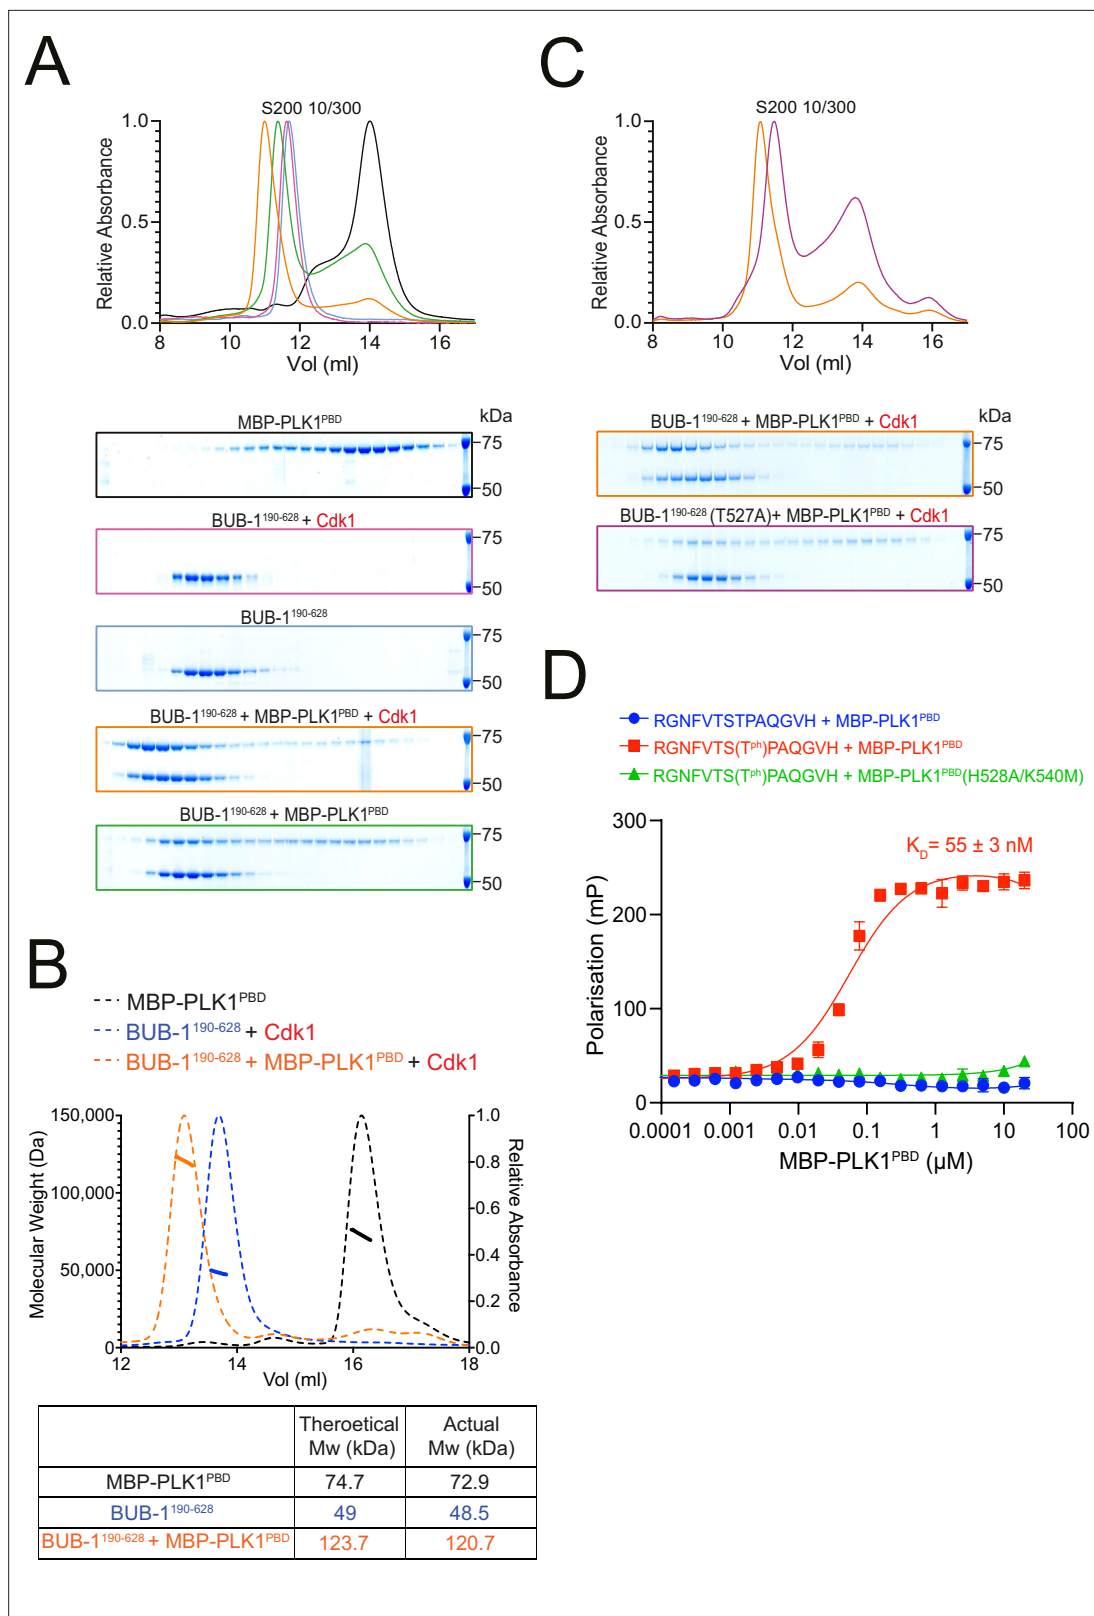 A
S200 10/300
Relative Absorbance
1.0
0.5
0.0
8 10 12 14 16
Vol (ml)
kDa
MBP-PLK1PBD
75
50
BUB-1190-628 + Cdk1
75
50
BUB-1190-628
75
50
BUB-1190-628 + MBP-PLK1PBD + Cdk1
75
50
BUB-1190-628 + MBP-PLK1PBD
75
50
B
MBP-PLK1PBD
BUB-1190-628 + Cdk1
BUB-1190-628 + MBP-PLK1PBD + Cdk1
Molecular Weight (Da)
150,000
100,000
50,000
0
1.0
0.8
0.6
0.4
0.2
0.0
Relative Absorbance
12 14 16 18
Vol (ml)
Theroetical Mw (kDa)
Actual Mw (kDa)
MBP-PLK1PBD 74.7 72.9
BUB-1190-628 49 48.5
BUB-1190-628 + MBP-PLK1PBD 123.7 120.7
C
S200 10/300
Relative Absorbance
1.0
0.5
0.0
8 10 12 14 16
Vol (ml)
kDa
BUB-1190-628 + MBP-PLK1PBD + Cdk1
75
50
BUB-1190-628 (T527A)+ MBP-PLK1PBD + Cdk1
75
50
D
RGNFVTSTPAQGVH + MBP-PLK1PBD
RGNFVTS(Tph)PAQGVH + MBP-PLK1PBD
RGNFVTS(Tph)PAQGVH + MBP-PLK1PBD(H528A/K540M)
KD= 55 ± 3 nM
Polarisation (mP)
300
200
100
0
0.0001 0.001 0.01 0.1 1 10 100
MBP-PLK1PBD (µM)